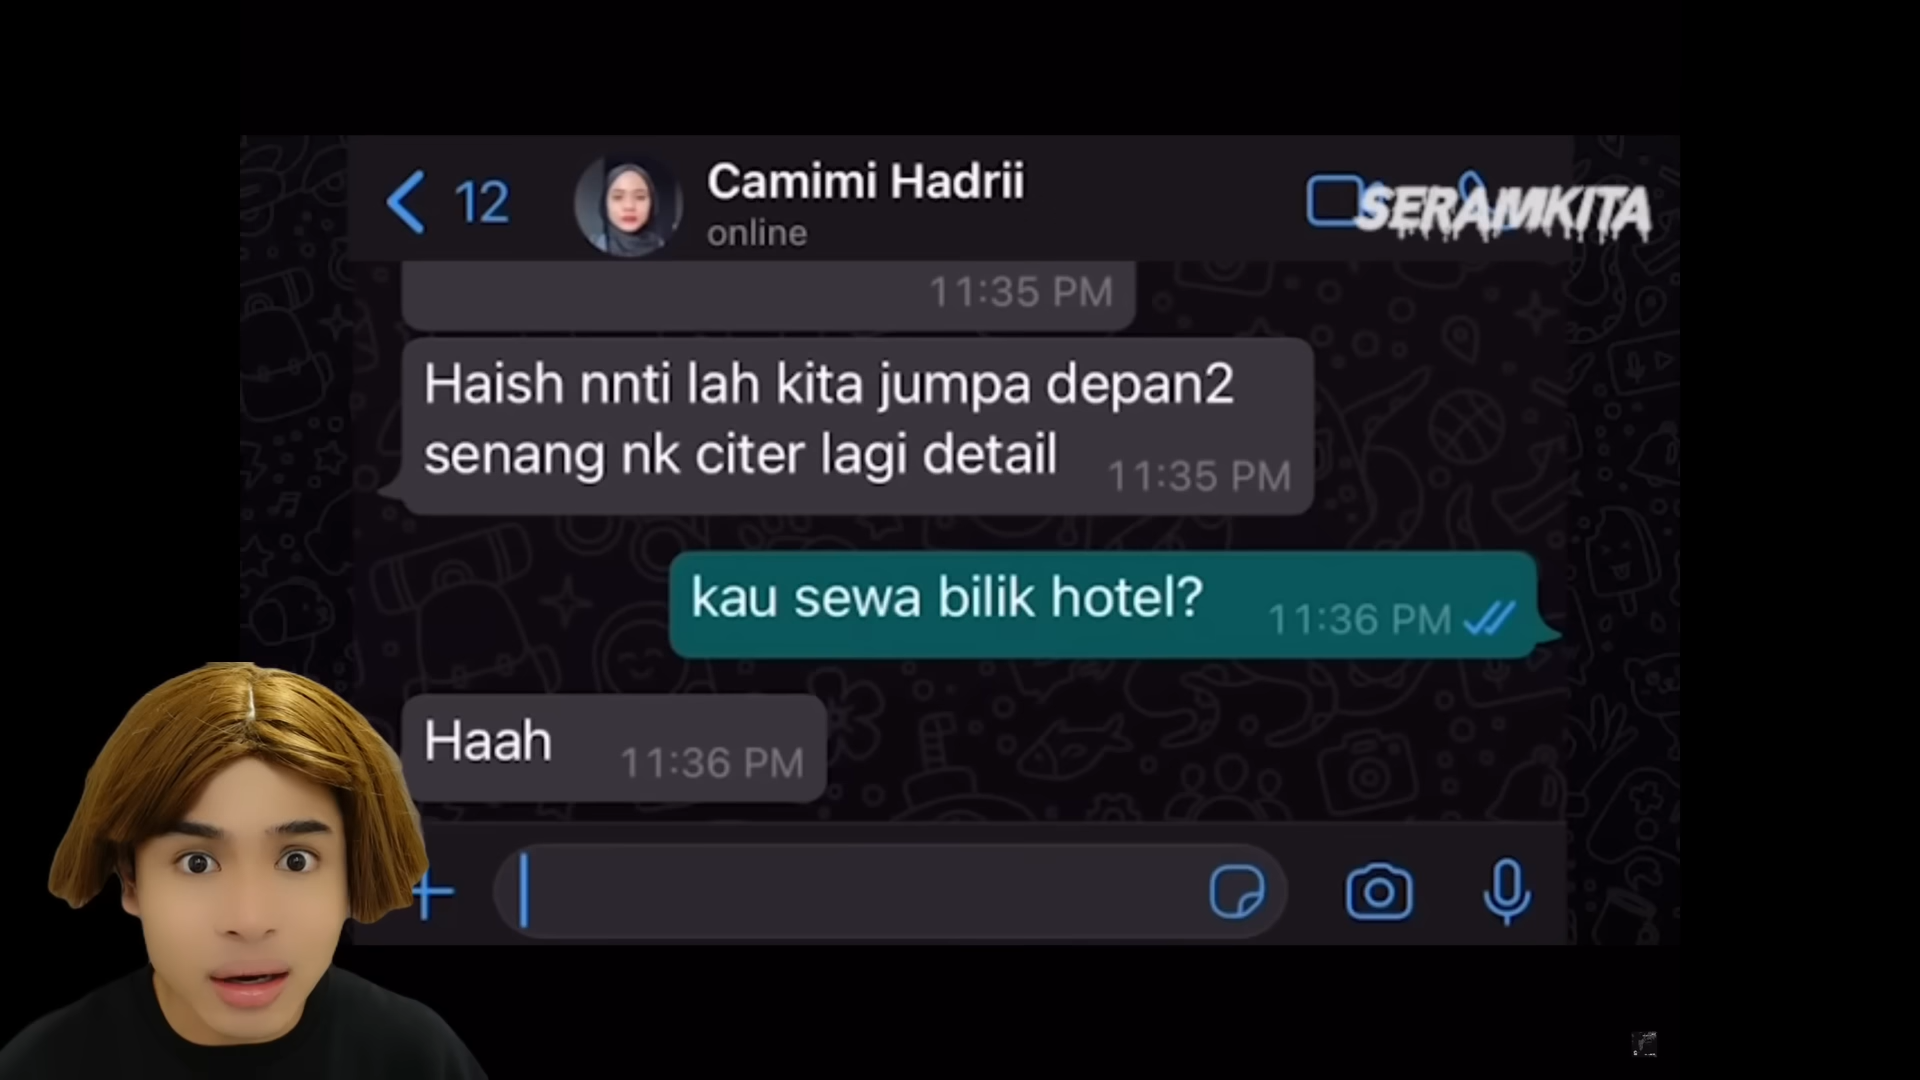 12
Camimi Hadrii
online
SERAMKITA
11:35 PM
Haish nnti lah kita jumpa depan2
senang nk citer lagi detail
11:35 PM
kau sewa bilik hotel?
11:36 PM
Haah
11:36 PM